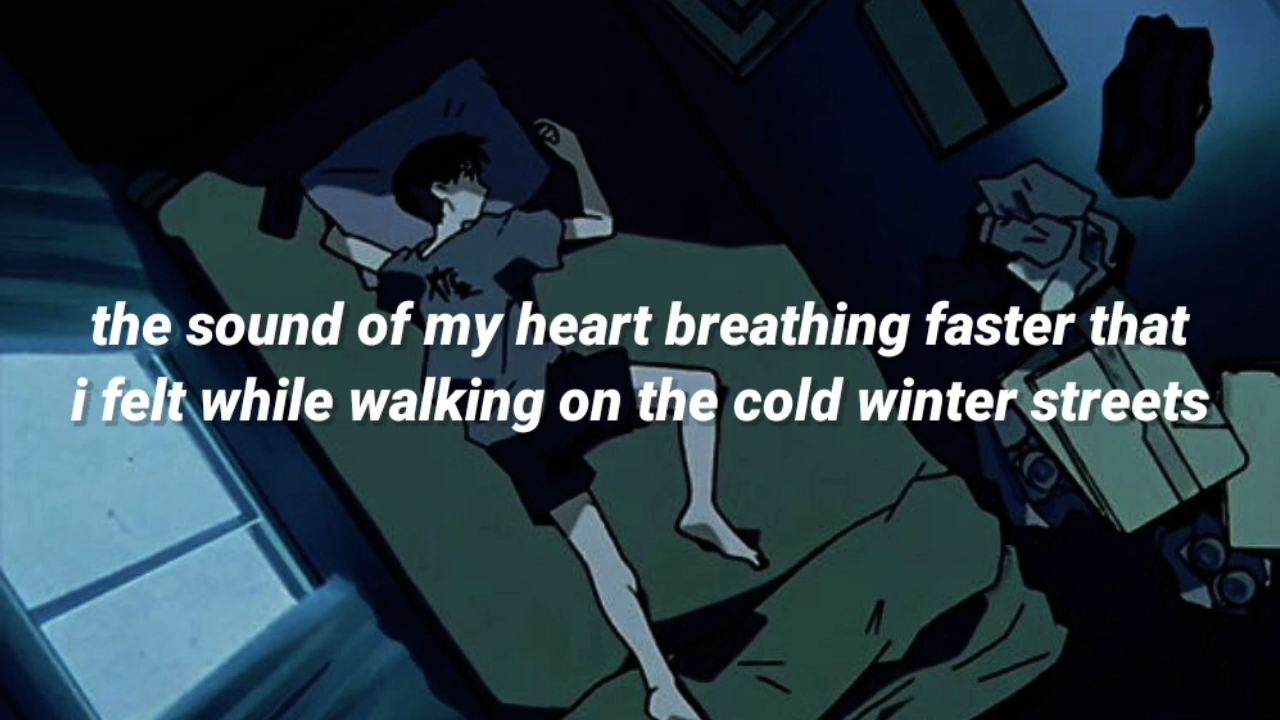 the sound of my heart breathing faster that
i felt while walking on the cold winter streets